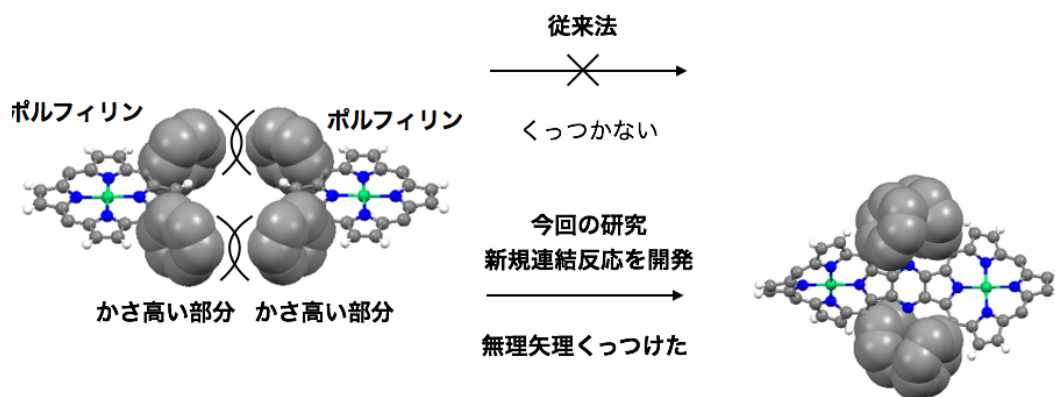 従来法
ポルフィリン
ポルフィリン
くっつかない
今回の研究
新規連結反応を開発
かさ高い部分 かさ高い部分
無理矢理くっつけた